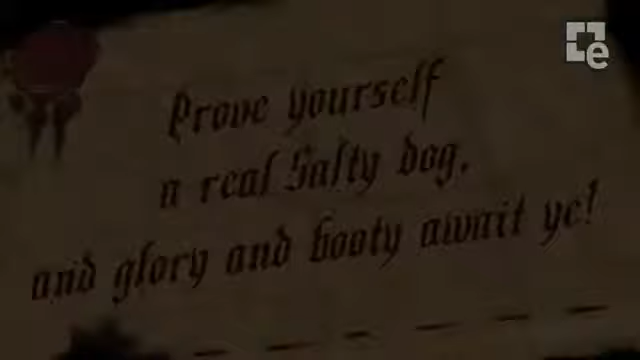 Prove yourself
a real Salty dog,
and glory and booty await ye!
e